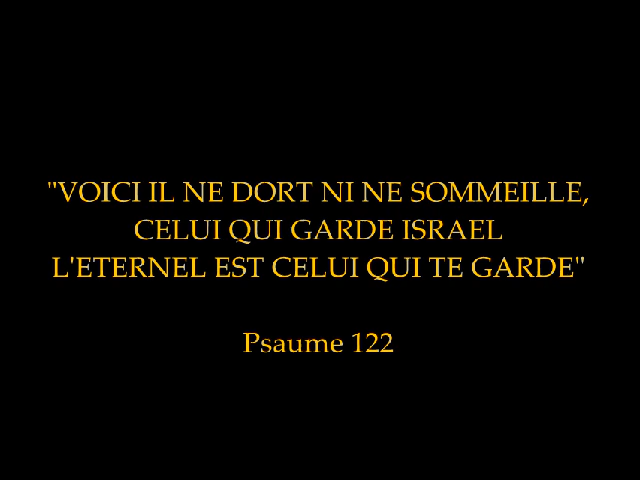 "VOICI IL NE DORT NI NE SOMMEILLE,
CELUI QUI GARDE ISRAEL
L'ETERNEL EST CELUI QUI TE GARDE"
Psaume 122